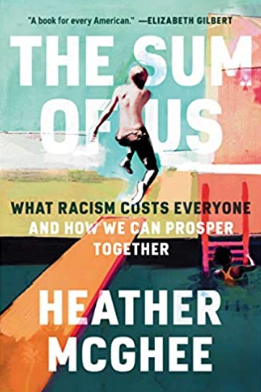 "A book for every American." —ELIZABETH GILBERT
THE SUM
OF US
WHAT RACISM COSTS EVERYONE
AND HOW WE CAN PROSPER
TOGETHER
HEATHER
MCGHEE